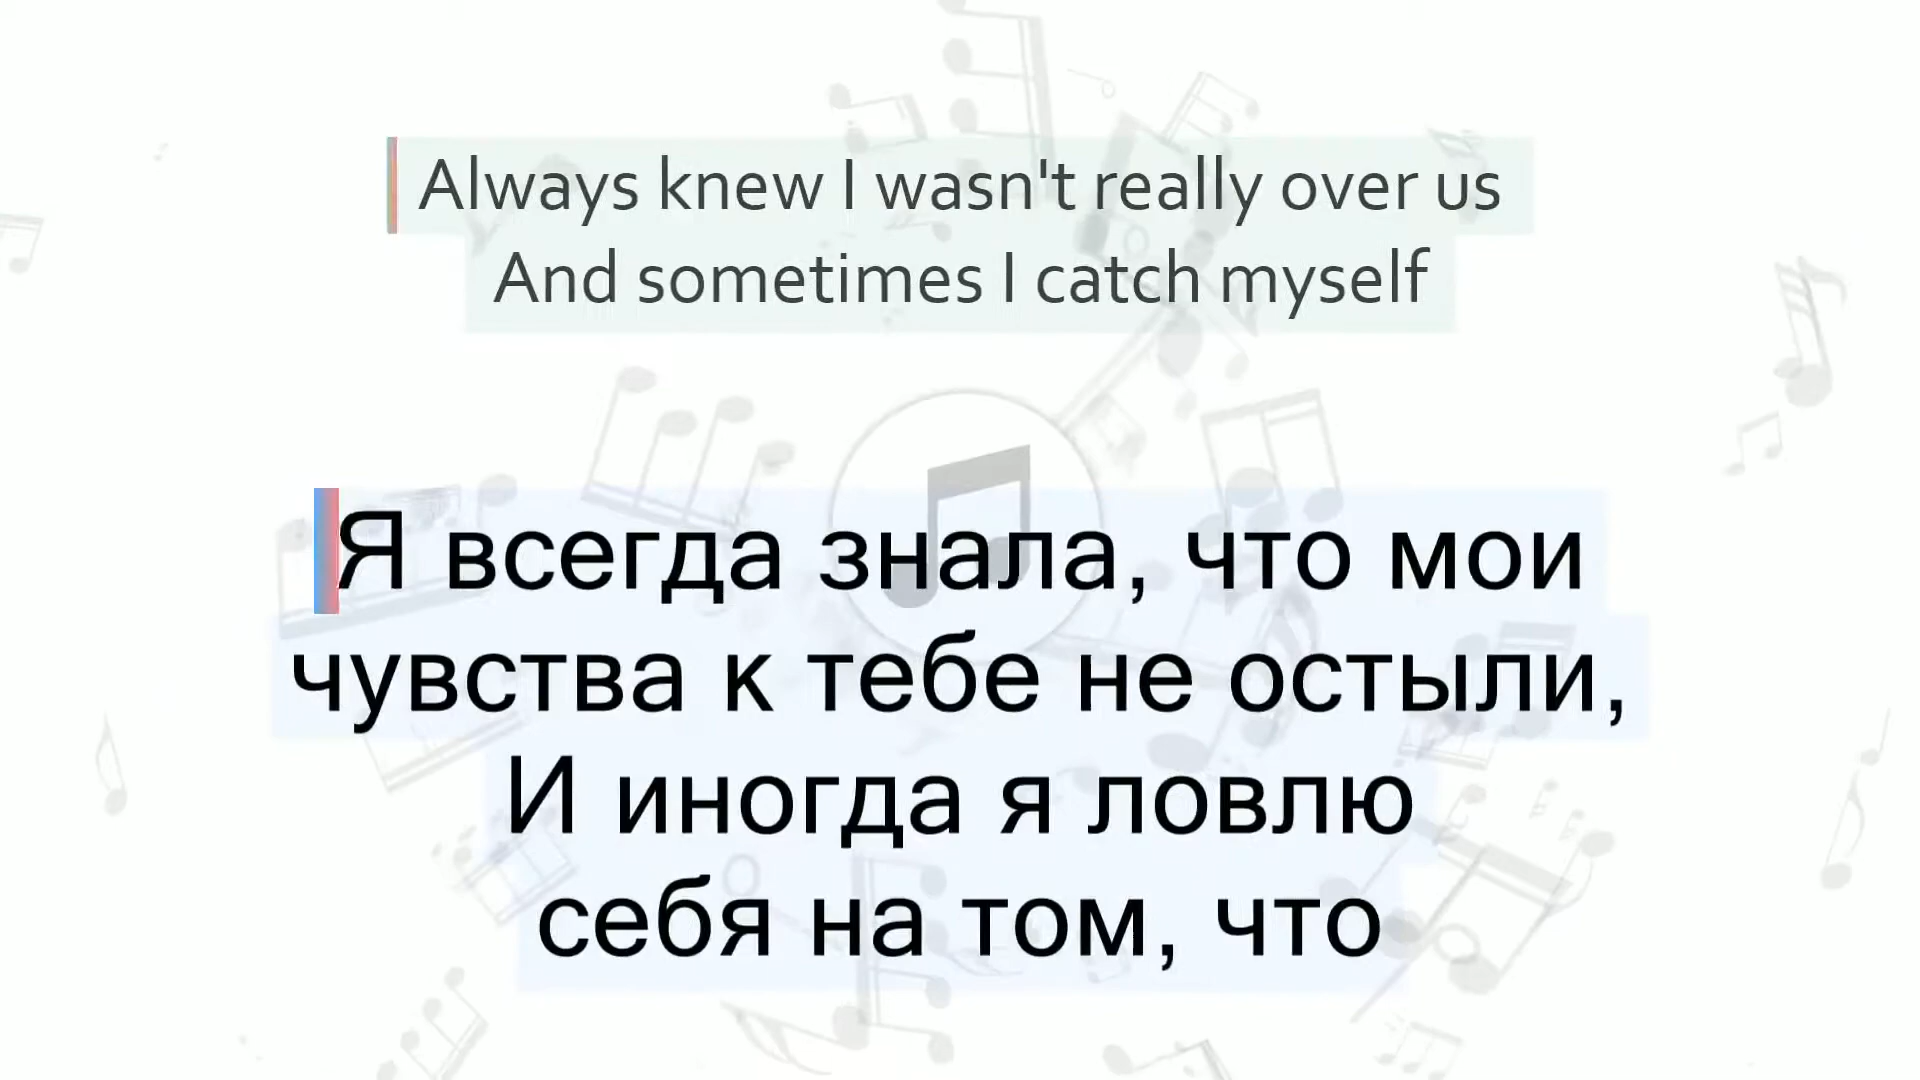 Always knew I wasn't really over us
And sometimes I catch myself
Я всегда знала, что мои
чувства к тебе не остыли,
И иногда я ловлю
себя на том, что